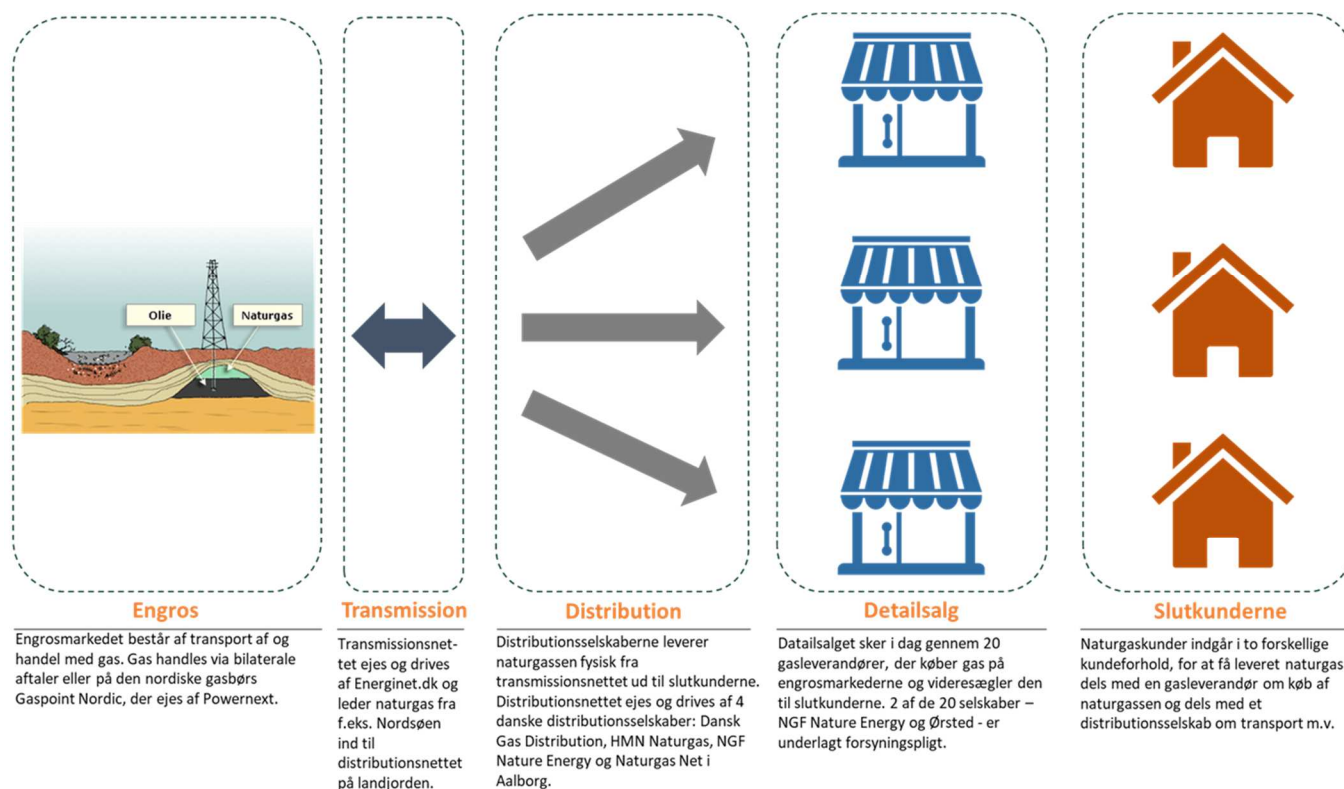 Olie
Naturgas
Engros
Engrosmarkedet består af transport af og
handel med gas. Gas handles via bilaterale
aftaler eller på den nordiske gasbørs
Gaspoint Nordic, der ejes af Powernext.
Transmission
Transmissionsnet-
tet ejes og drives
af Energinet.dk og
leder naturgas fra
f.eks. Nordsøen
ind til
distributionsnettet
på landjorden.
Distribution
Distributionsselskaberne leverer
naturgassen fysisk fra
transmissionsnettet ud til slutkunderne.
Distributionsnettet ejes og drives af 4
danske distributionsselskaber: Dansk
Gas Distribution, HMN Naturgas, NGF
Nature Energy og Naturgas Net i
Aalborg.
Detailsalg
Datailsalget sker i dag gennem 20
gasleverandører, der køber gas på
engrosmarkederne og videresægler den
til slutkunderne. 2 af de 20 selskaber –
NGF Nature Energy og Ørsted - er
underlagt forsyningspligt.
Slutkunderne
Naturgaskunder indgår i to forskellige
kundeforhold, for at få leveret naturgas
dels med en gasleverandør om køb af
naturgassen og dels med et
distributionsselskab om transport m.v.